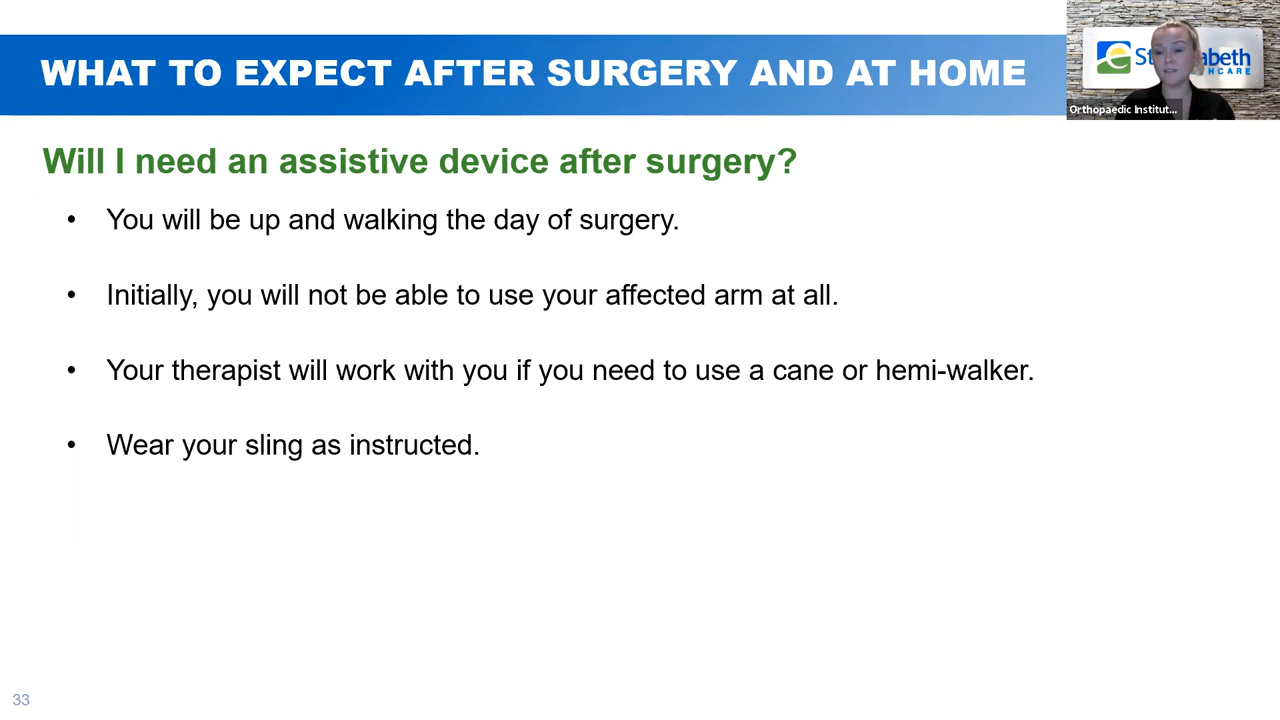 WHAT TO EXPECT AFTER SURGERY AND AT HOME
Orthopaedic Institut...
Will I need an assistive device after surgery?
• You will be up and walking the day of surgery.
• Initially, you will not be able to use your affected arm at all.
• Your therapist will work with you if you need to use a cane or hemi-walker.
• Wear your sling as instructed.
33